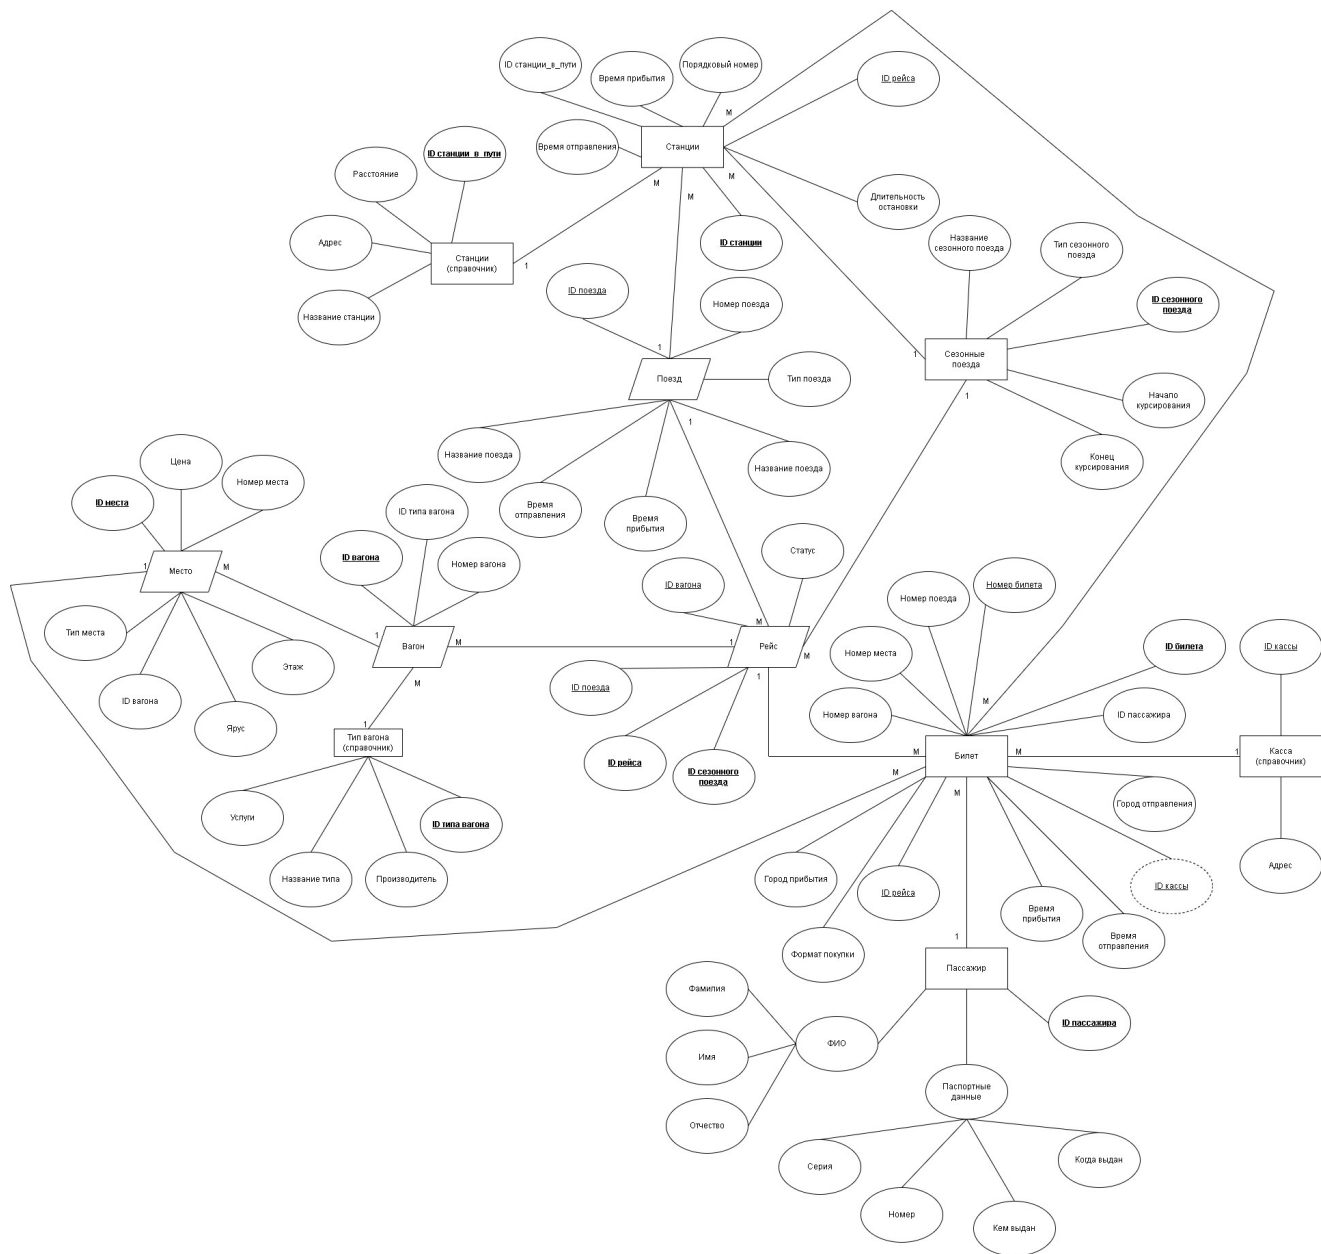 ID станции_в_пути
Время прибытия
Порядковый номер
ID рейса
М
Время отправления
Станции
ID станции_в_пути
М
М
М
Расстояние
Длительность
остановки
Адрес
ID станции
Название
сезонного поезда
Тип сезонного
поезда
Станции
(справочник)
1
ID поезда
Номер поезда
ID сезонного
поезда
Название станции
1
1
Сезонные
поезда
Поезд
Тип поезда
1
Начало
курсирования
1
Название поезда
Название поезда
Конец
курсирования
Цена
Номер места
ID места
ID типа вагона
Время
отправления
Время
прибытия
ID вагона
Номер вагона
Статус
1
Место
М
ID вагона
Номер поезда
Номер билета
М
Тип места
1
Вагон
М
1
Рейс
М
Номер места
ID билета
ID кассы
Этаж
1
ID вагона
М
ID поезда
Номер вагона
М
ID пассажира
Ярус
1
Тип вагона
(справочник)
М
Билет
М
1
Касса
(справочник)
ID рейса
ID сезонного
поезда
М
М
Город отправления
Услуги
ID типа вагона
Название типа
Производитель
Город прибытия
ID рейса
ID кассы
Адрес
Время
прибытия
Время
отправления
1
Формат покупки
Пассажир
Фамилия
ID пассажира
ФИО
Имя
Паспортные
данные
Отчество
Серия
Когда выдан
Номер
Кем выдан